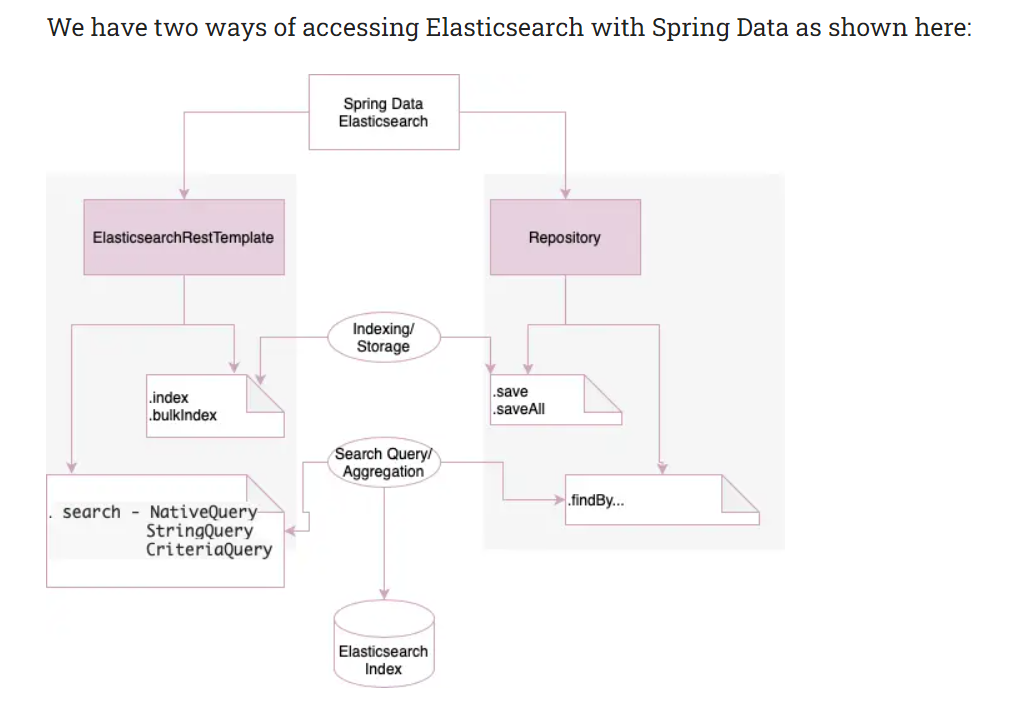 We have two ways of accessing Elasticsearch with Spring Data as shown here:
Spring Data
Elasticsearch
ElasticsearchRestTemplate
Repository
Indexing/
Storage
.index
.bulkIndex
.save
.saveAll
Search Query/
Aggregation
. search - NativeQuery
StringQuery
CriteriaQuery
.findBy...
Elasticsearch
Index